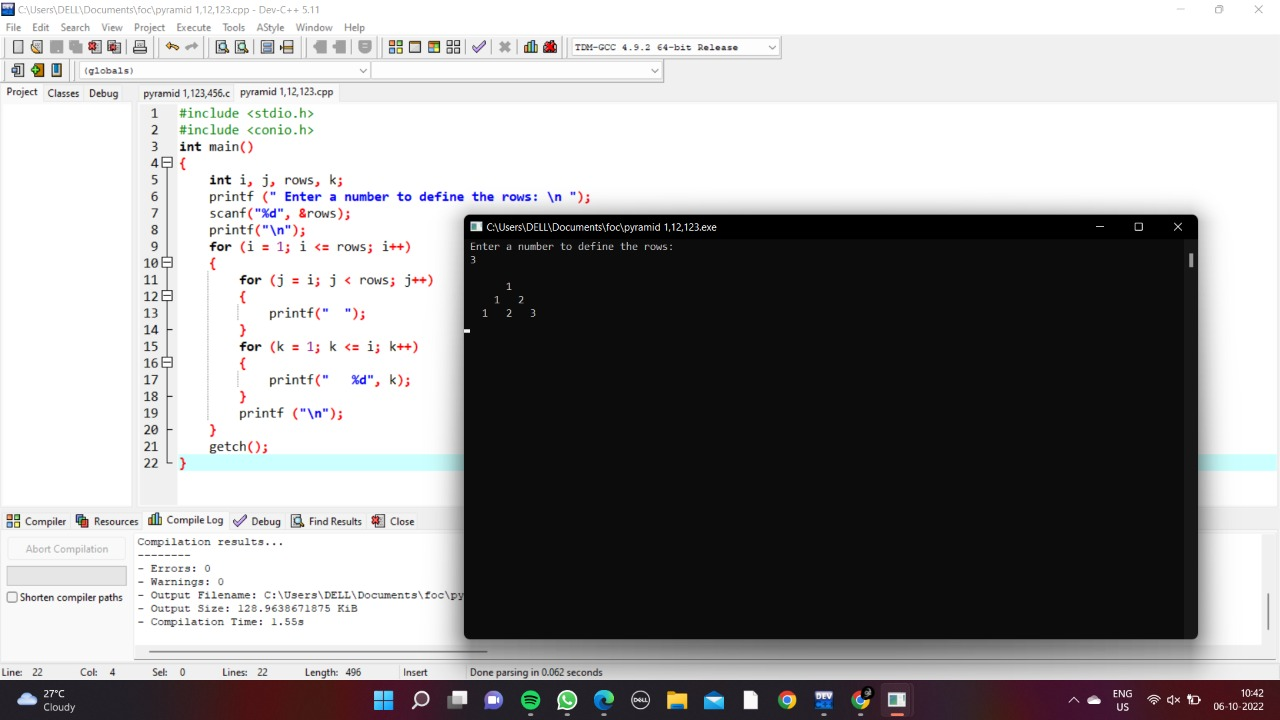 C:\Users\DELL\Documents\foc\pyramid 1,12,123.cpp - Dev-C++ 5.11
File Edit Search View Project Execute Tools AStyle Window Help
TDM-GCC 4.9.2 64-bit Release
(globals)
Project Classes Debug pyramid 1,123,456.c pyramid 1,12,123.cpp
1 #include <stdio.h>
2 #include <conio.h>
3 int main()
4 {
5 int i, j, rows, k;
6 printf (" Enter a number to define the rows: \n ");
7 scanf("%d", &rows);
8 printf("\n");
9 for (i = 1; i <= rows; i++)
10 {
11 for (j = i; j < rows; j++)
12 {
13 printf("  ");
14 }
15 for (k = 1; k <= i; k++)
16 {
17 printf("   %d", k);
18 }
19 printf ("\n");
20 }
21 getch();
22 }
C:\Users\DELL\Documents\foc\pyramid 1,12,123.exe
Enter a number to define the rows:
3
1
1 2
1 2 3
Compiler Resources Compile Log Debug Find Results Close
Abort Compilation
Shorten compiler paths
Compilation results...
--------
- Errors: 0
- Warnings: 0
- Output Filename: C:\Users\DELL\Documents\foc\py
- Output Size: 128.9638671875 KiB
- Compilation Time: 1.55s
Line: 22 Col: 4 Sel: 0 Lines: 22 Length: 496 Insert Done parsing in 0.062 seconds
27°C
Cloudy
DELL
DEV
ENG
US
10:42
06-10-2022